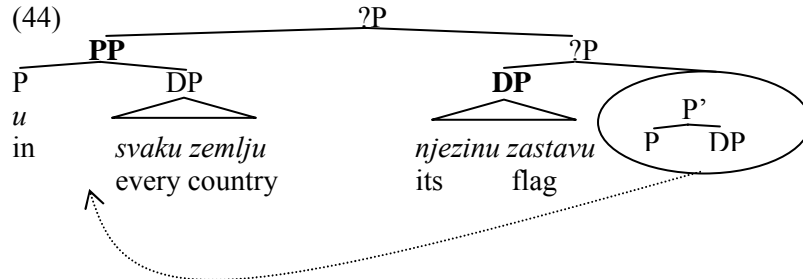 (44) ?P
PP ?P
P DP DP P’
u P DP
in svaku zemlju njezinu zastavu
every country its flag